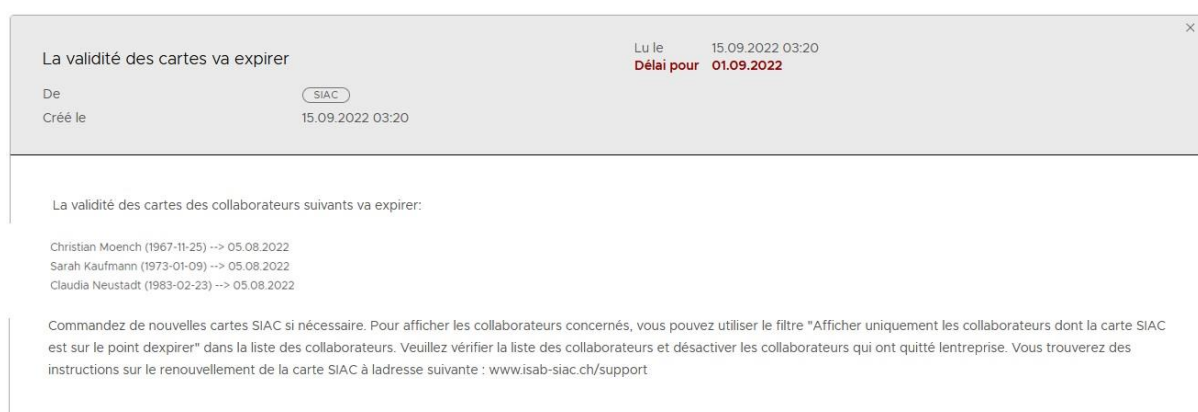 La validité des cartes va expirer
Lu le 15.09.2022 03:20
Délai pour 01.09.2022
De SIAC
Créé le 15.09.2022 03:20
La validité des cartes des collaborateurs suivants va expirer:
Christian Moench (1967-11-25) --> 05.08.2022
Sarah Kaufmann (1973-01-09) --> 05.08.2022
Claudia Neustadt (1983-02-23) --> 05.08.2022
Commandez de nouvelles cartes SIAC si nécessaire. Pour afficher les collaborateurs concernés, vous pouvez utiliser le filtre "Afficher uniquement les collaborateurs dont la carte SIAC
est sur le point dexpirer" dans la liste des collaborateurs. Veuillez vérifier la liste des collaborateurs et désactiver les collaborateurs qui ont quitté lentreprise. Vous trouverez des
instructions sur le renouvellement de la carte SIAC à ladresse suivante : www.isab-siac.ch/support